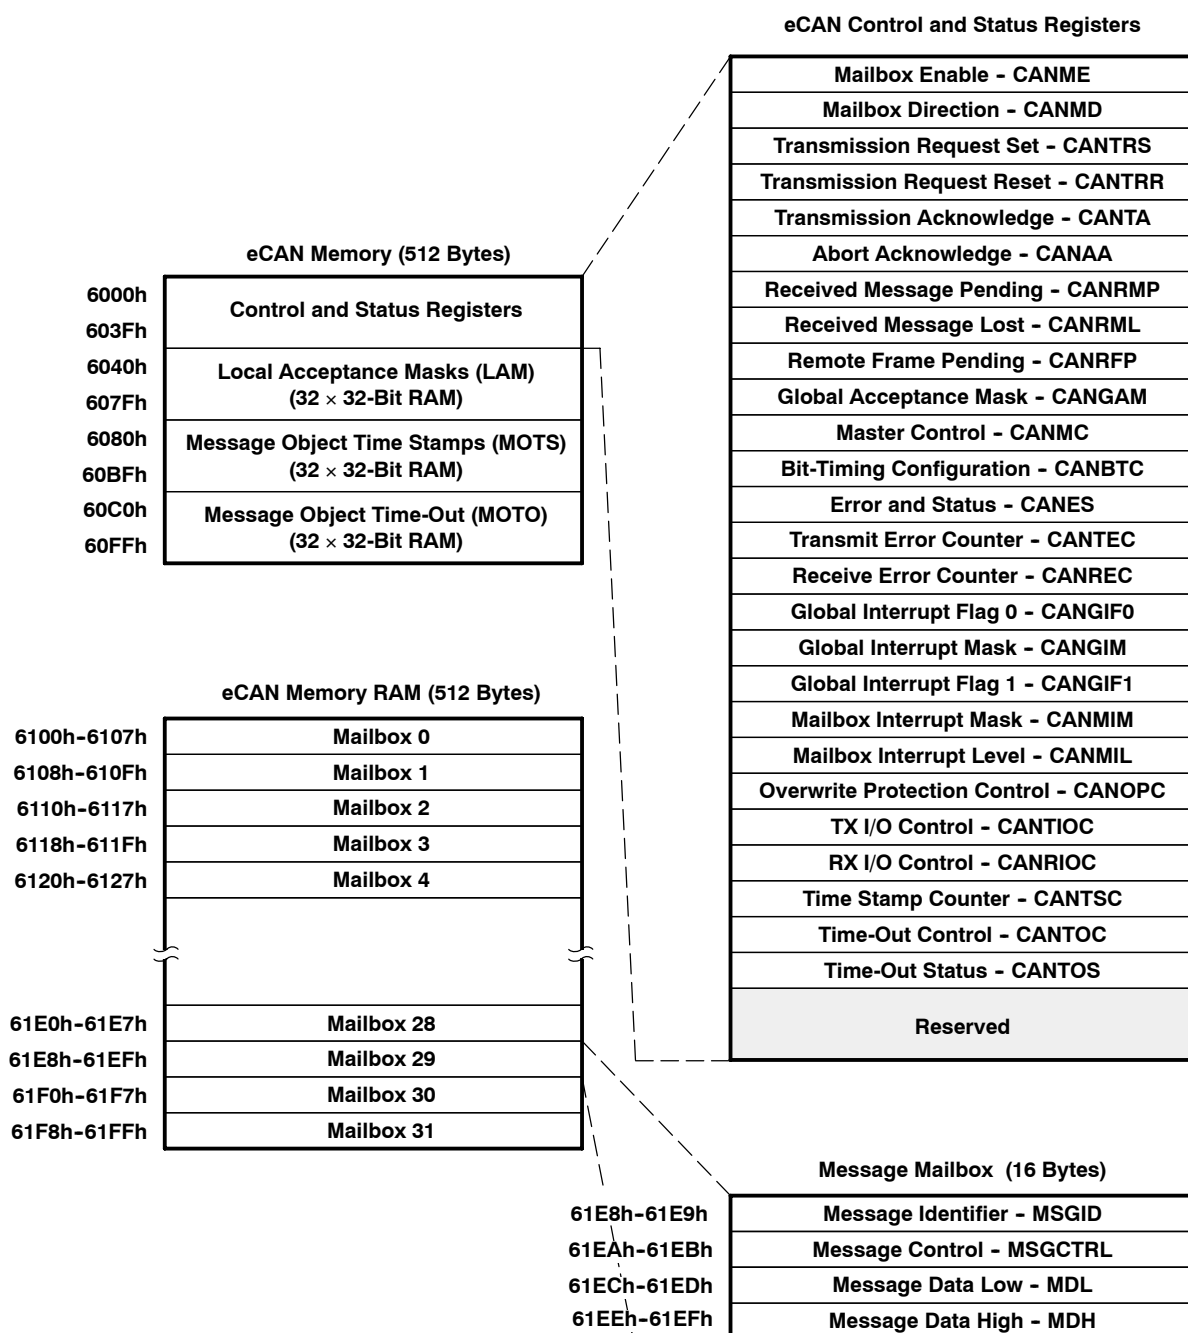 eCAN Control and Status Registers
Mailbox Enable - CANME
Mailbox Direction - CANMD
Transmission Request Set - CANTRS
Transmission Request Reset - CANTRR
Transmission Acknowledge - CANTA
Abort Acknowledge - CANAA
Received Message Pending - CANRMP
Received Message Lost - CANRML
Remote Frame Pending - CANRFP
Global Acceptance Mask - CANGAM
Master Control - CANMC
Bit-Timing Configuration - CANBTC
Error and Status - CANES
Transmit Error Counter - CANTEC
Receive Error Counter - CANREC
Global Interrupt Flag 0 - CANGIF0
Global Interrupt Mask - CANGIM
Global Interrupt Flag 1 - CANGIF1
Mailbox Interrupt Mask - CANMIM
Mailbox Interrupt Level - CANMIL
Overwrite Protection Control - CANOPC
TX I/O Control - CANTIOC
RX I/O Control - CANRIOC
Time Stamp Counter - CANTSC
Time-Out Control - CANTOC
Time-Out Status - CANTOS
Reserved
eCAN Memory (512 Bytes)
6000h
Control and Status Registers
603Fh
6040h
Local Acceptance Masks (LAM)
(32 × 32-Bit RAM)
607Fh
6080h
Message Object Time Stamps (MOTS)
(32 × 32-Bit RAM)
60BFh
60C0h
Message Object Time-Out (MOTO)
(32 × 32-Bit RAM)
60FFh
eCAN Memory RAM (512 Bytes)
6100h-6107h Mailbox 0
6108h-610Fh Mailbox 1
6110h-6117h Mailbox 2
6118h-611Fh Mailbox 3
6120h-6127h Mailbox 4
61E0h-61E7h Mailbox 28
61E8h-61EFh Mailbox 29
61F0h-61F7h Mailbox 30
61F8h-61FFh Mailbox 31
Message Mailbox (16 Bytes)
61E8h-61E9h Message Identifier - MSGID
61EAh-61EBh Message Control - MSGCTRL
61ECh-61EDh Message Data Low - MDL
61EEh-61EFh Message Data High - MDH